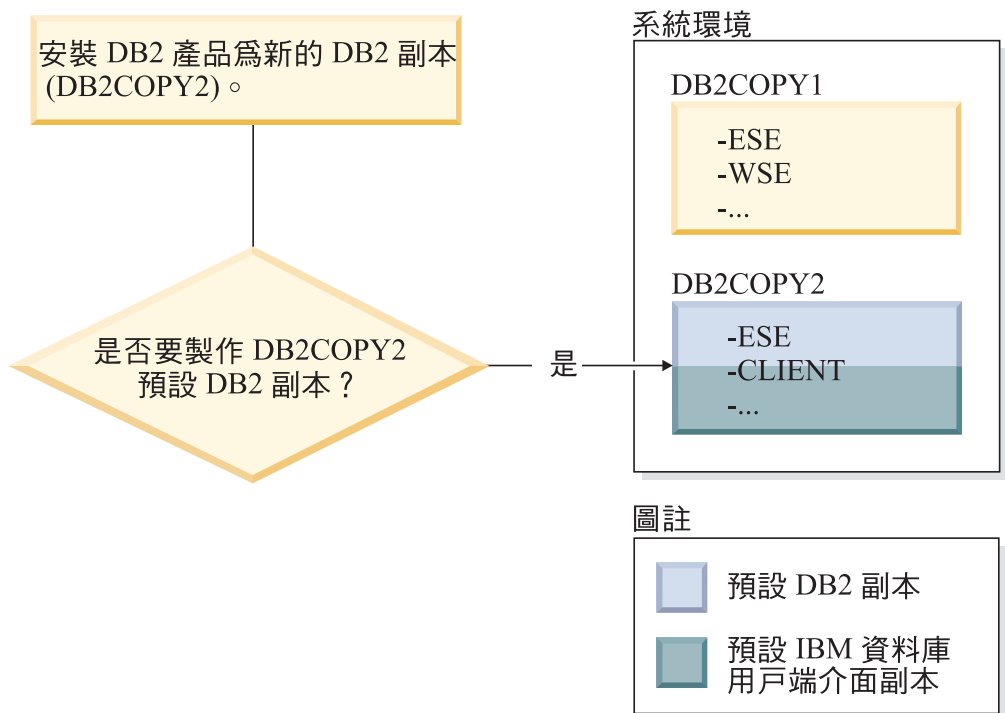 安裝 DB2 產品爲新的 DB2 副本
(DB2COPY2)。
是否要製作 DB2COPY2
預設 DB2 副本？
是
系統環境
DB2COPY1
-ESE
-WSE
-...
DB2COPY2
-ESE
-CLIENT
-...
圖註
預設 DB2 副本
預設 IBM 資料庫
用戶端介面副本